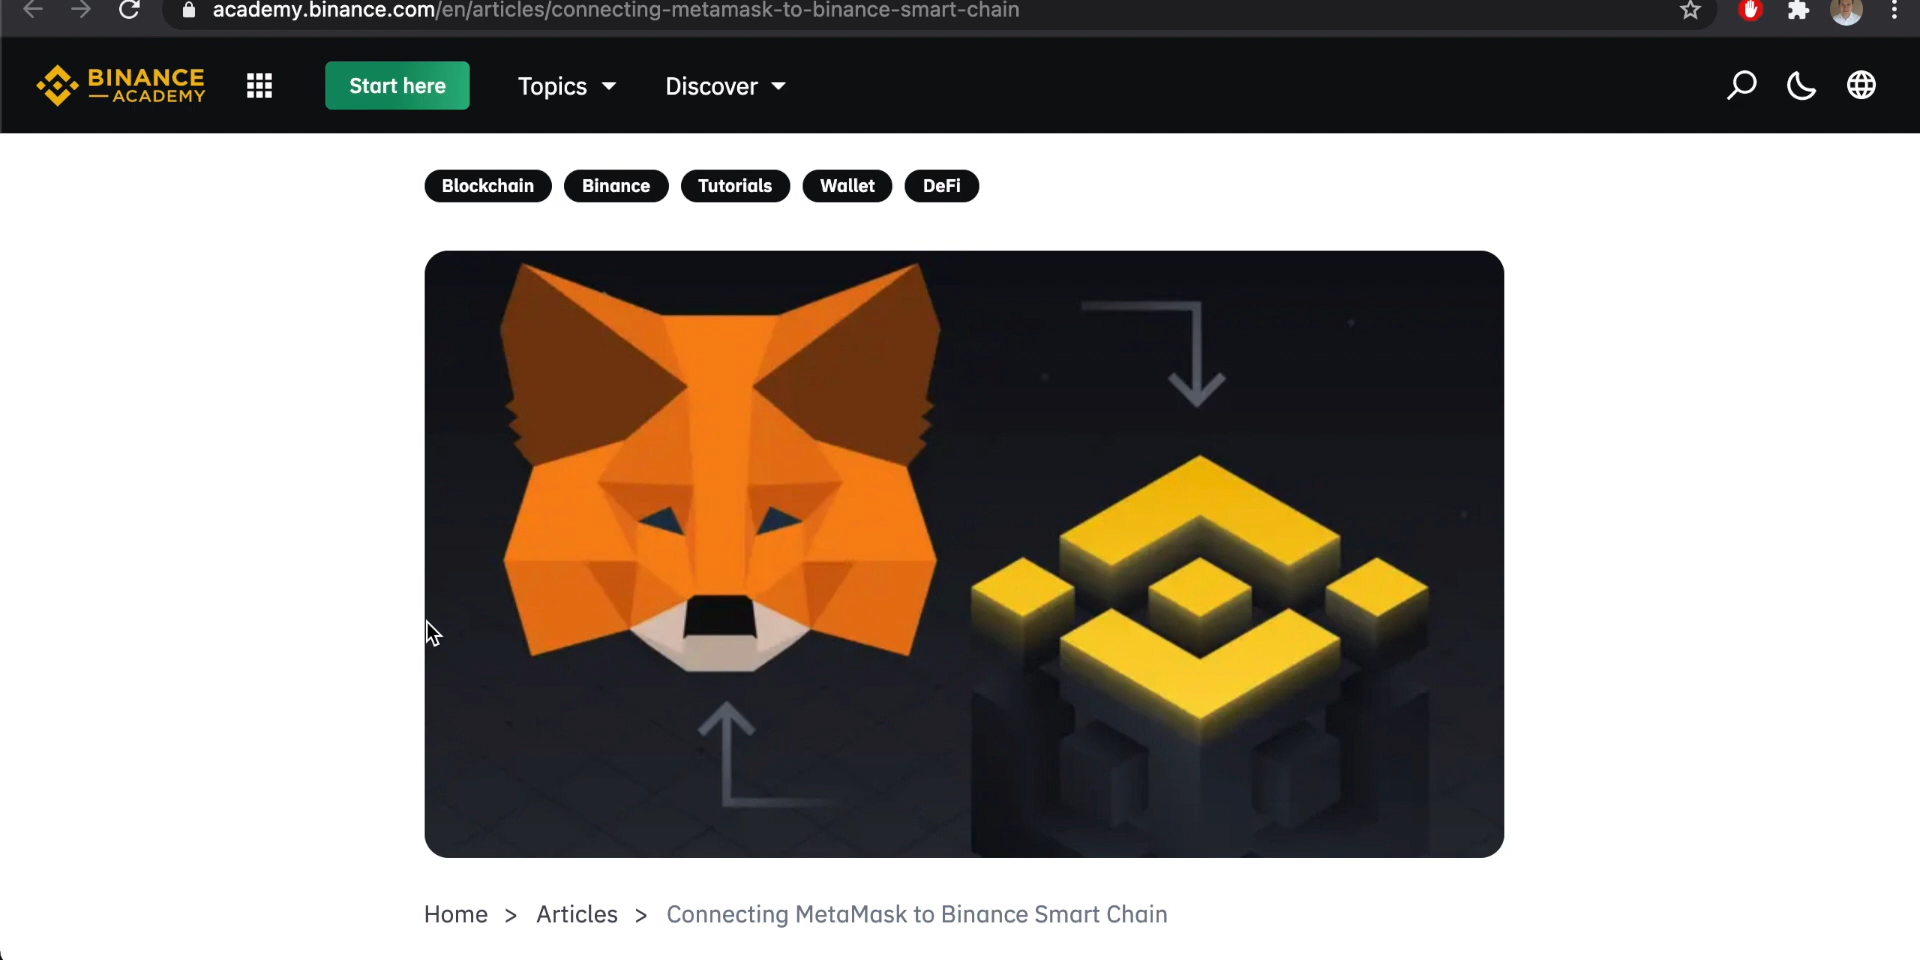 academy.binance.com/en/articles/connecting-metamask-to-binance-smart-chain
BINANCE
ACADEMY
Start here
Topics
Discover
Blockchain
Binance
Tutorials
Wallet
DeFi
Home > Articles > Connecting MetaMask to Binance Smart Chain